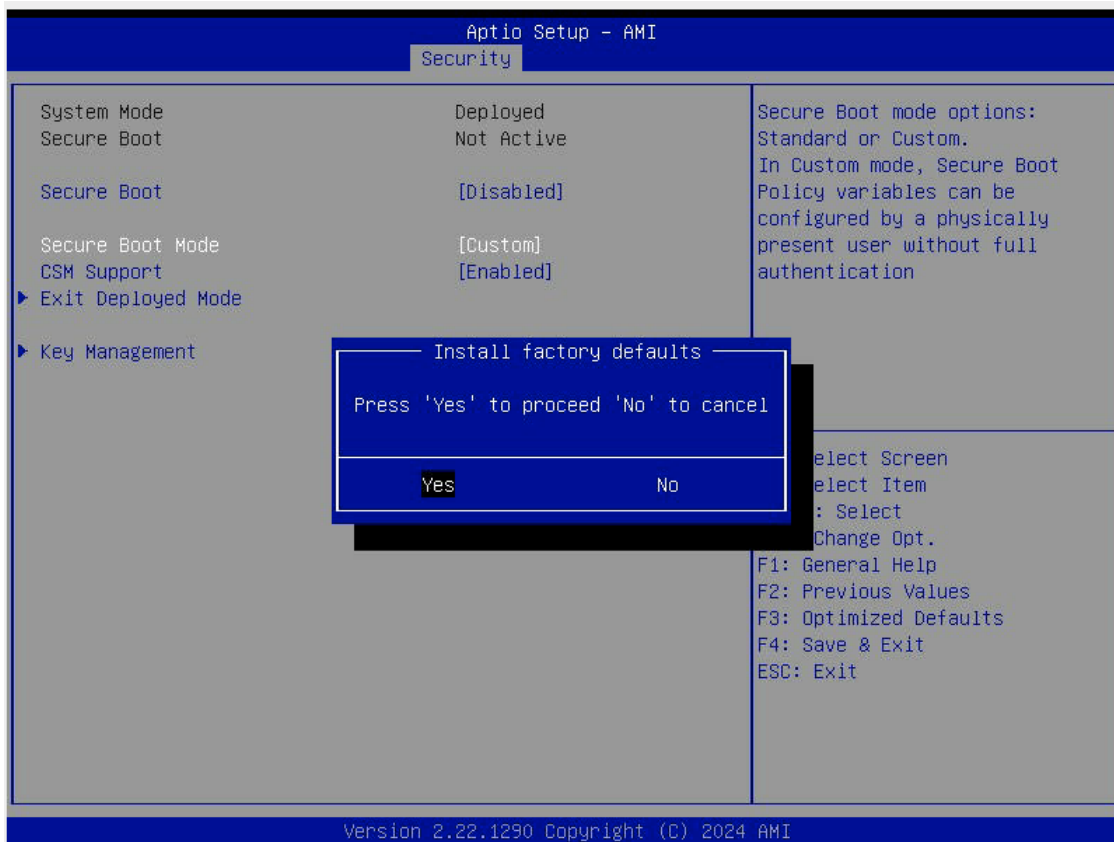 Aptio Setup - AMI
Security
System Mode Deployed
Secure Boot Not Active
Secure Boot [Disabled]
Secure Boot Mode [Custom]
CSM Support [Enabled]
Exit Deployed Mode
Key Management
Secure Boot mode options:
Standard or Custom.
In Custom mode, Secure Boot
Policy variables can be
configured by a physically
present user without full
authentication
Install factory defaults
Press 'Yes' to proceed 'No' to cancel
Yes No
elect Screen
elect Item
: Select
Change Opt.
F1: General Help
F2: Previous Values
F3: Optimized Defaults
F4: Save & Exit
ESC: Exit
Version 2.22.1290 Copyright (C) 2024 AMI